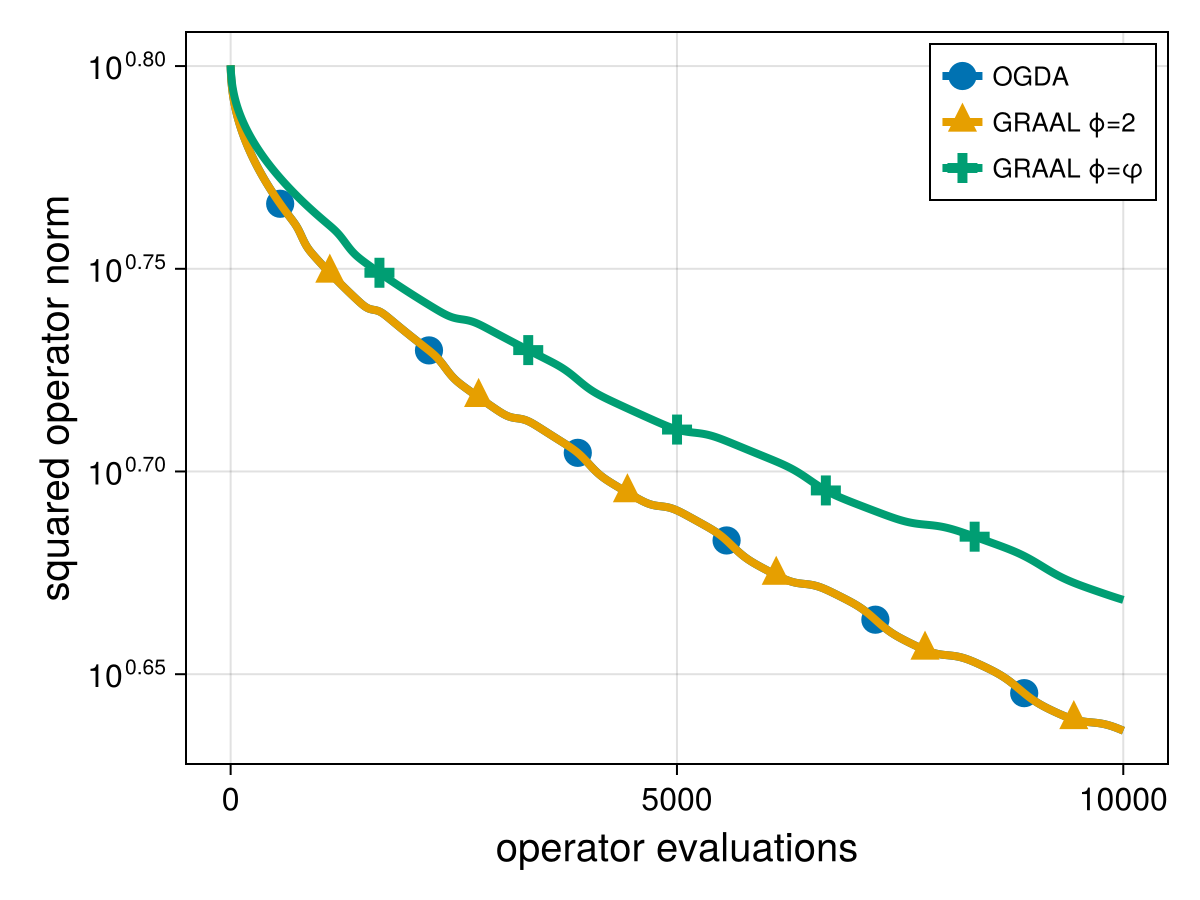 squared operator norm
10^0.80
10^0.75
10^0.70
10^0.65
OGDA
GRAAL ϕ=2
GRAAL ϕ=φ
0 5000 10000
operator evaluations